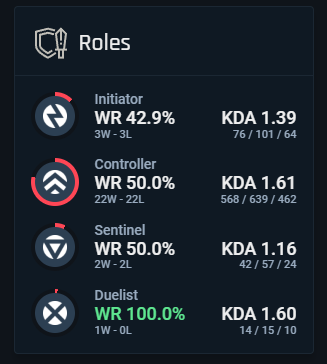 Roles
Initiator
WR 42.9% KDA 1.39
3W - 3L 76 / 101 / 64
Controller
WR 50.0% KDA 1.61
22W - 22L 568 / 639 / 462
Sentinel
WR 50.0% KDA 1.16
2W - 2L 42 / 57 / 24
Duelist
WR 100.0% KDA 1.60
1W - 0L 14 / 15 / 10